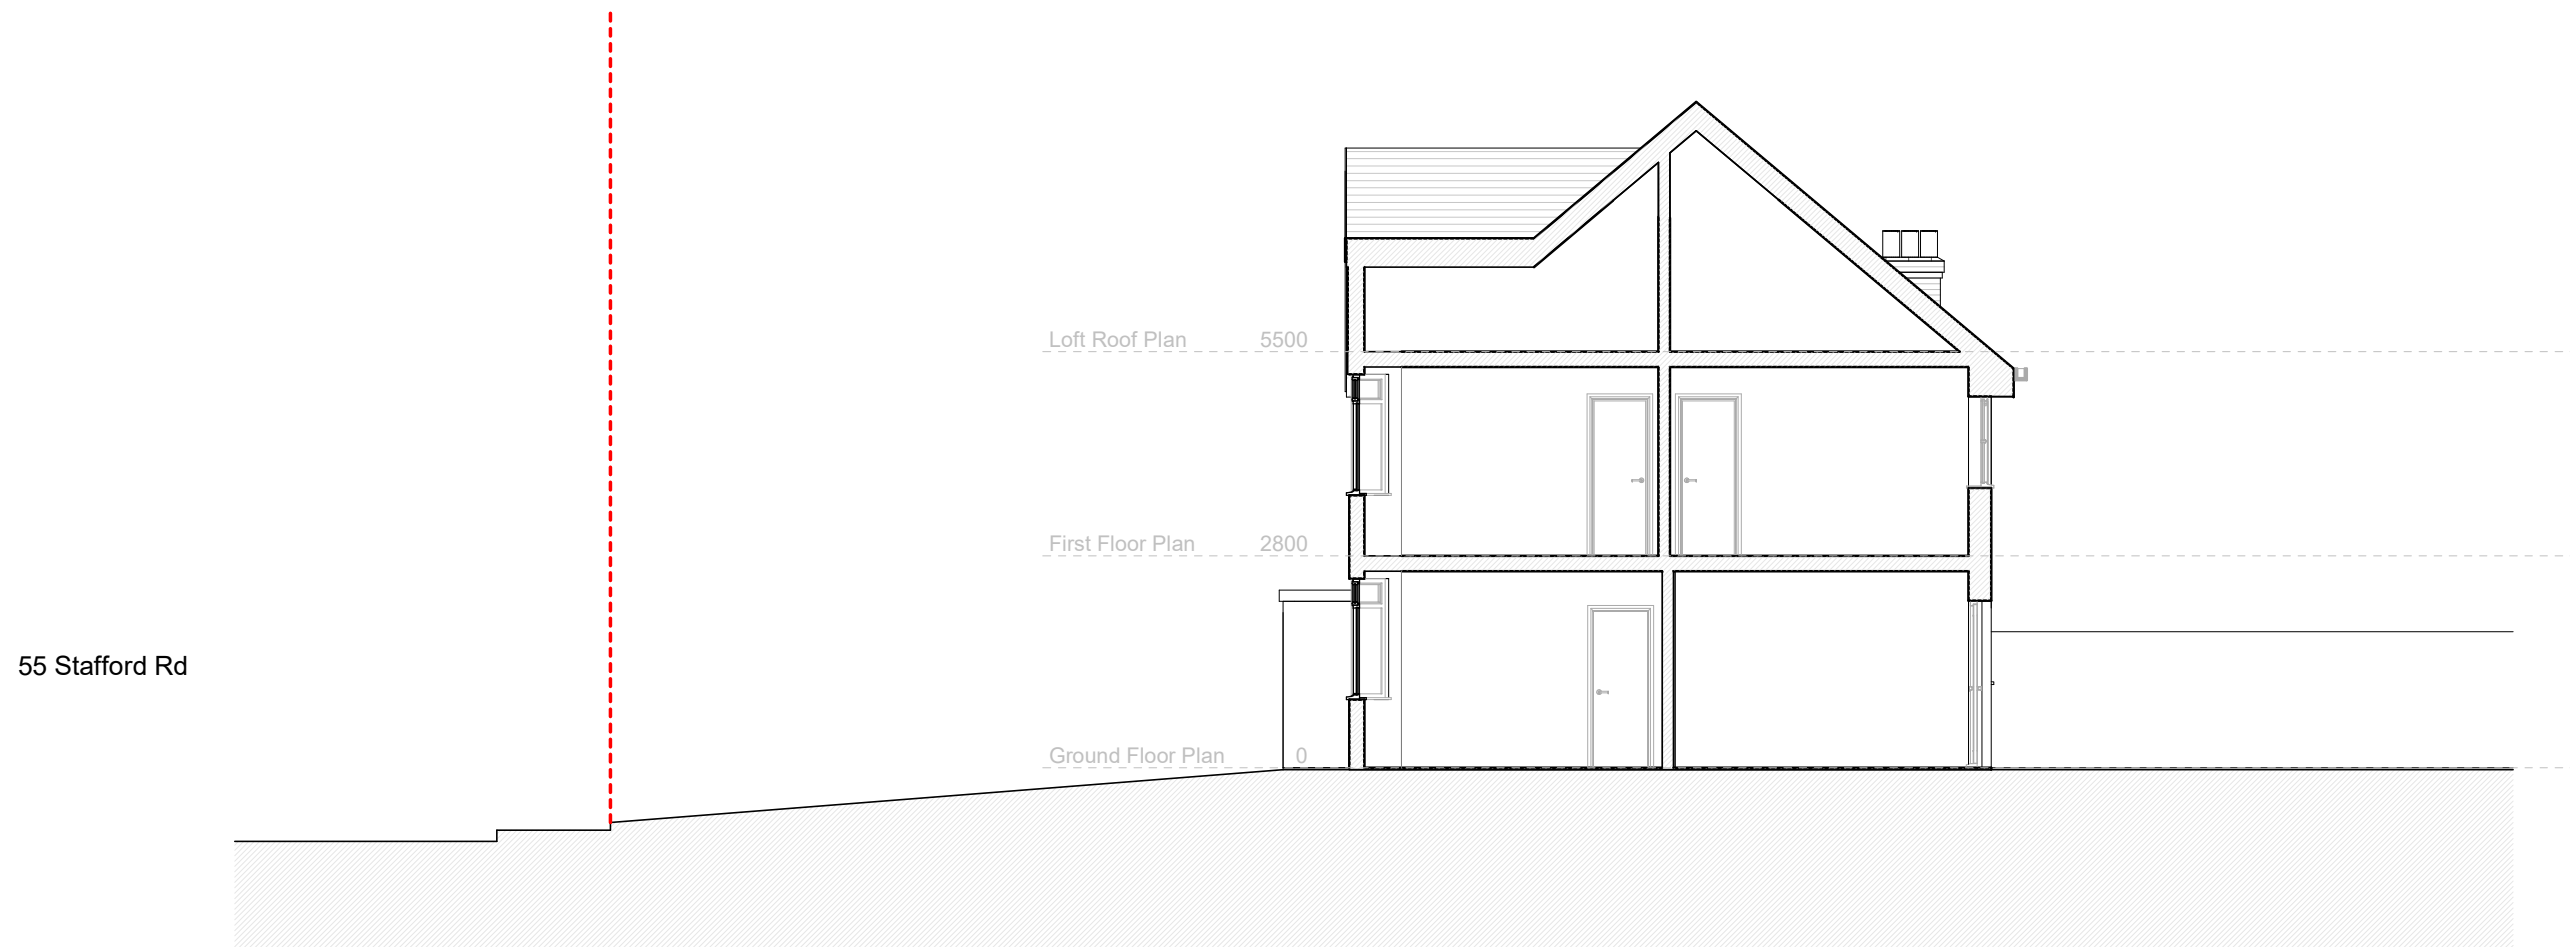 Loft Roof Plan 5500
First Floor Plan 2800
55 Stafford Rd
Ground Floor Plan 0